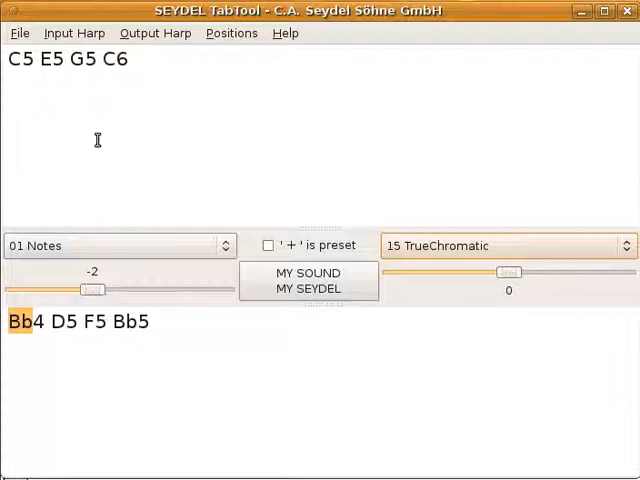 SEYDEL TabTool - C.A. Seydel Söhne GmbH
File Input Harp Output Harp Positions Help
C5 E5 G5 C6
01 Notes ' + ' is preset 15 TrueChromatic
-2 MY SOUND
MY SEYDEL 0
Bb4 D5 F5 Bb5